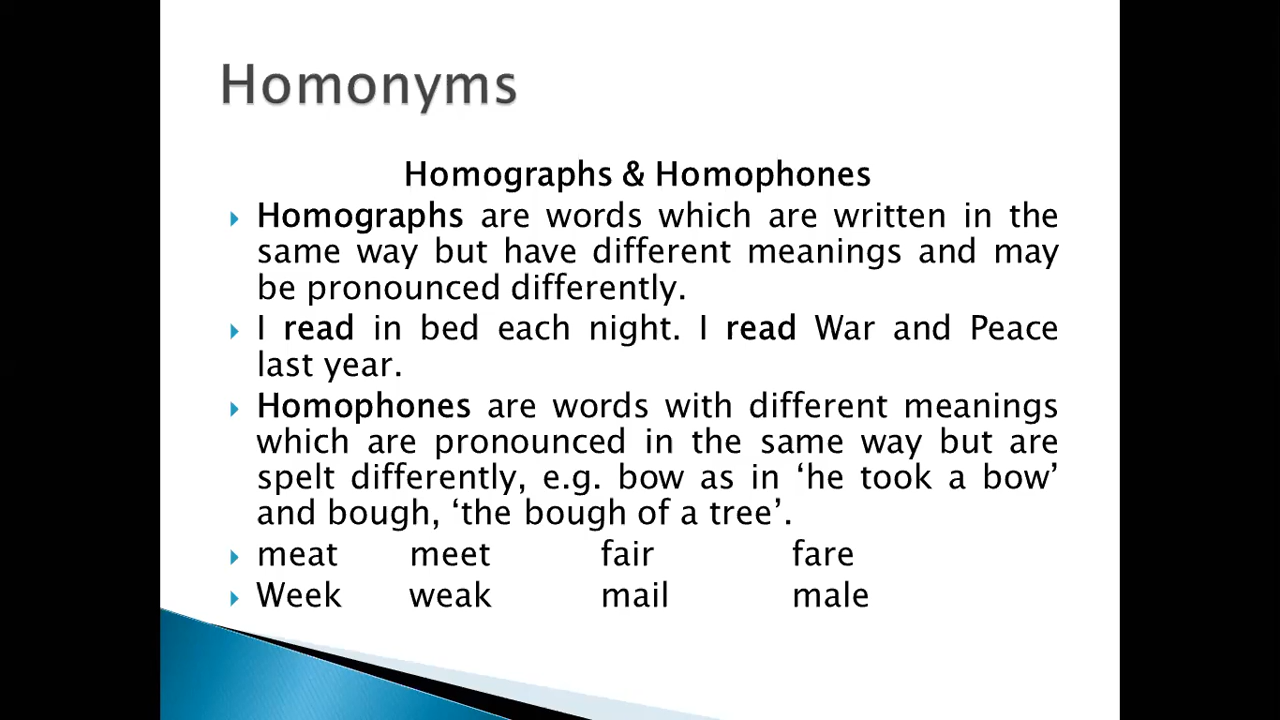 Homonyms
Homographs & Homophones
Homographs are words which are written in the
same way but have different meanings and may
be pronounced differently.
I read in bed each night. I read War and Peace
last year.
Homophones are words with different meanings
which are pronounced in the same way but are
spelt differently, e.g. bow as in ‘he took a bow’
and bough, ‘the bough of a tree’.
meat meet fair fare
Week weak mail male